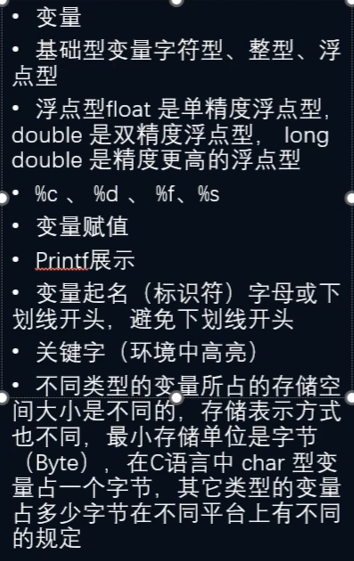 • 变量
• 基础型变量字符型、整型、浮
点型
• 浮点型float 是单精度浮点型，
double 是双精度浮点型， long
double 是精度更高的浮点型
• %c 、 %d 、 %f、%s
• 变量赋值
• Printf展示
• 变量起名（标识符）字母或下
划线开头，避免下划线开头
• 关键字（环境中高亮）
• 不同类型的变量所占的存储空
间大小是不同的，存储表示方式
也不同，最小存储单位是字节
（Byte），在C语言中 char 型变
量占一个字节，其它类型的变量
占多少字节在不同平台上有不同
的规定